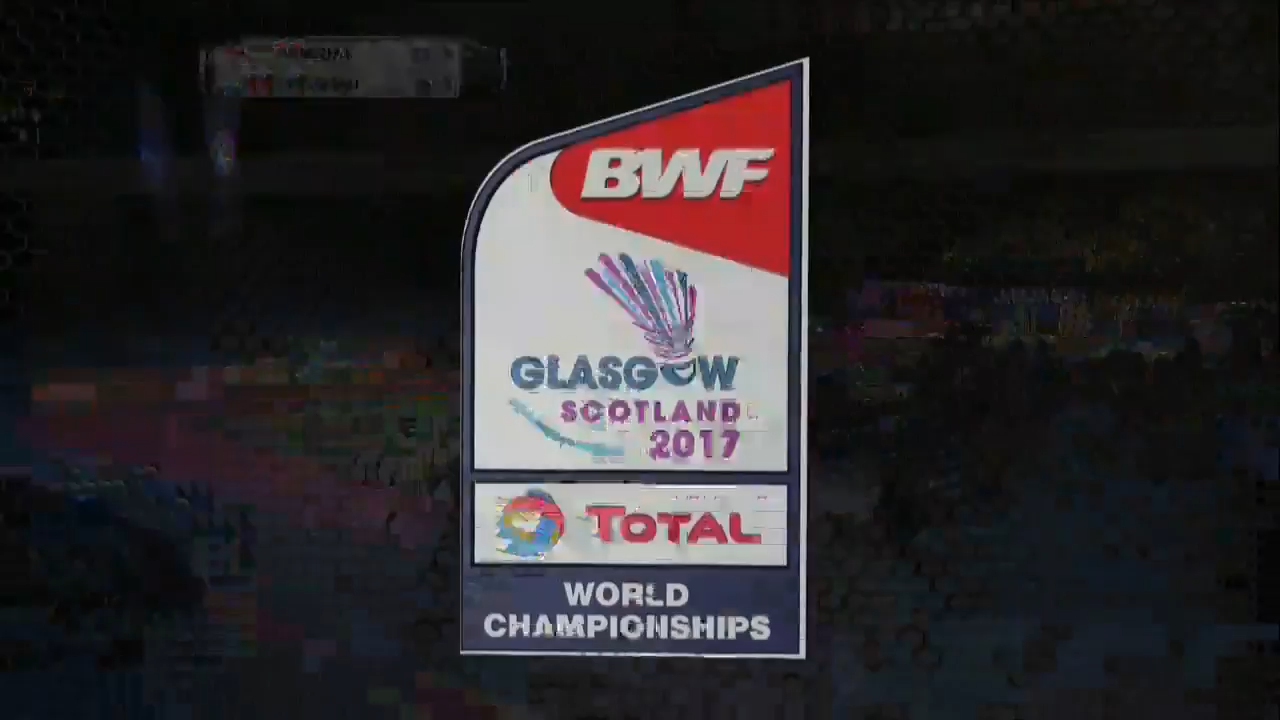 BWF
GLASGOW
SCOTLAND
2017
TOTAL
WORLD
CHAMPIONSHIPS